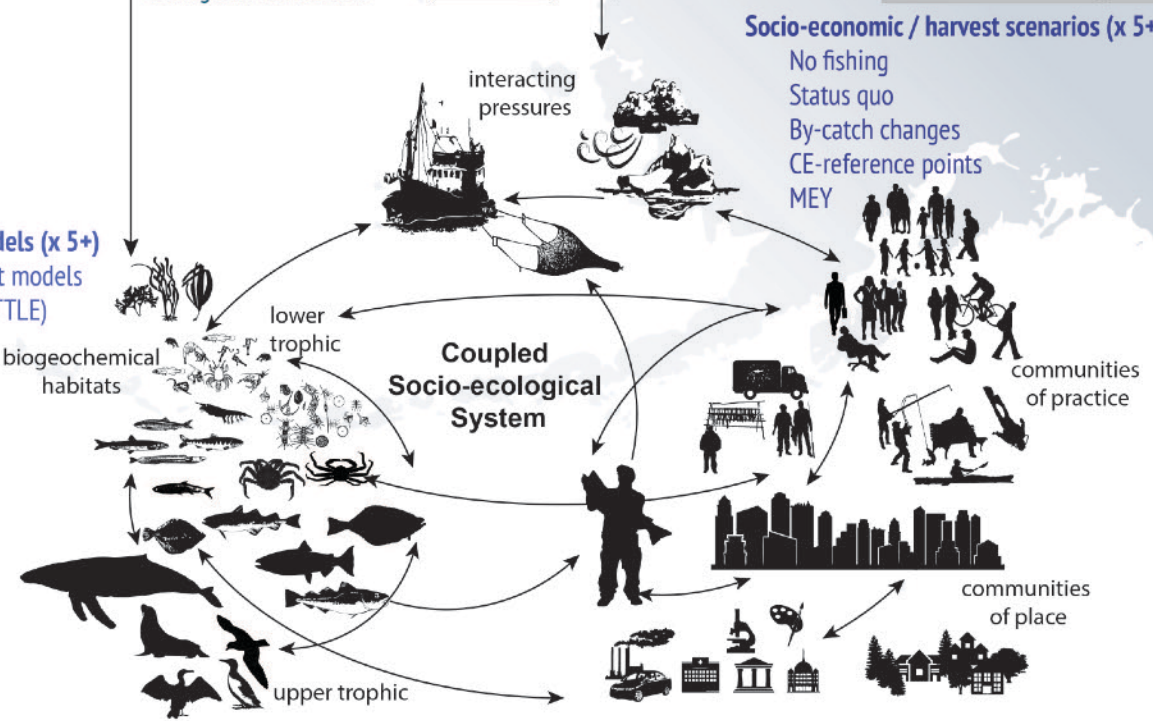 Socio-economic / harvest scenarios (x 5+
No fishing
Status quo
By-catch changes
CE-reference points
MEY
interacting
pressures
dels (x 5+)
t models
TTLE)
lower
trophic
biogeochemical
habitats
Coupled
Socio-ecological
System
communities
of practice
communities
of place
upper trophic